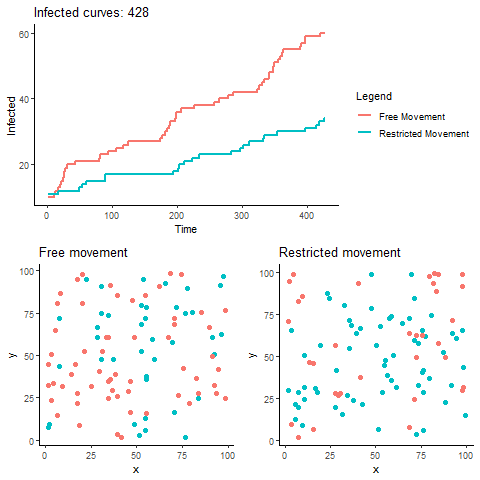 Infected curves: 428
60
40
20
Infected
0
100
200
300
400
Time
Legend
Free Movement
Restricted Movement
Free movement
100
75
50
25
0
y
0
25
50
75
100
x
Restricted movement
100
75
50
25
0
y
0
25
50
75
100
x